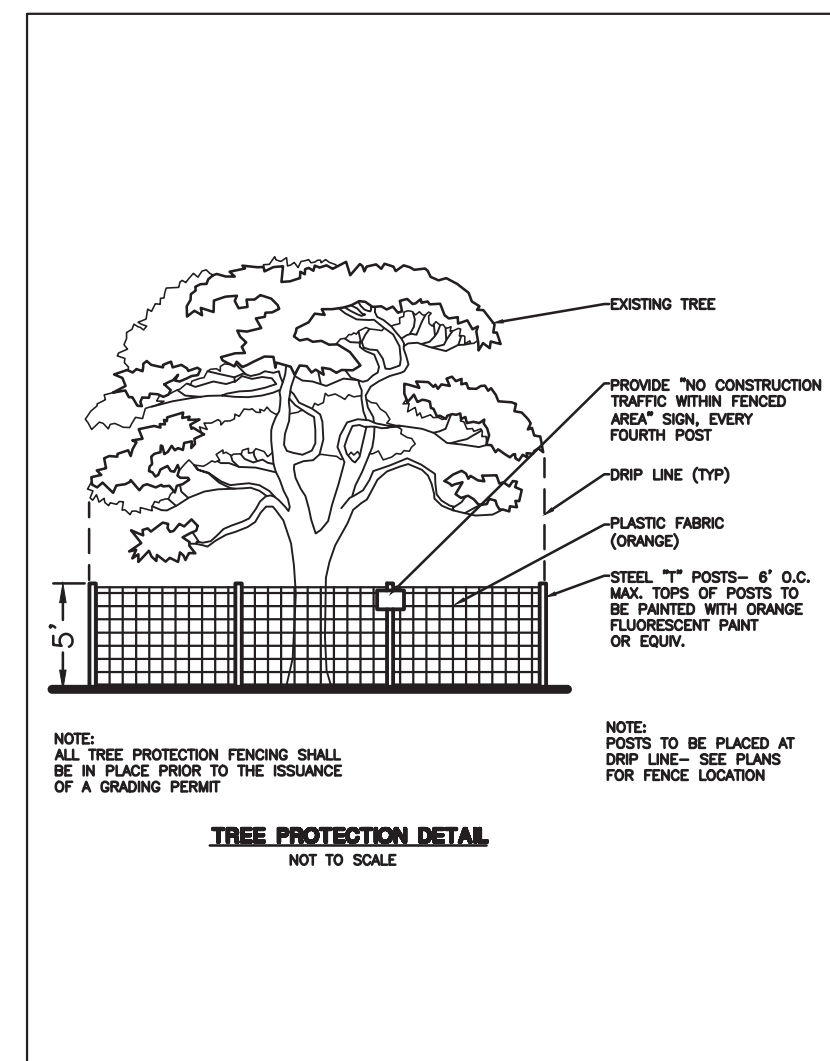 EXISTING TREE
PROVIDE "NO CONSTRUCTION
TRAFFIC WITHIN FENCED
AREA" SIGN, EVERY
FOURTH POST
DRIP LINE (TYP)
PLASTIC FABRIC
(ORANGE)
STEEL "T" POSTS– 6' O.C.
MAX. TOPS OF POSTS TO
BE PAINTED WITH ORANGE
FLUORESCENT PAINT
OR EQUIV.
5'
NOTE:
ALL TREE PROTECTION FENCING SHALL
BE IN PLACE PRIOR TO THE ISSUANCE
OF A GRADING PERMIT
NOTE:
POSTS TO BE PLACED AT
DRIP LINE– SEE PLANS
FOR FENCE LOCATION
TREE PROTECTION DETAIL
NOT TO SCALE